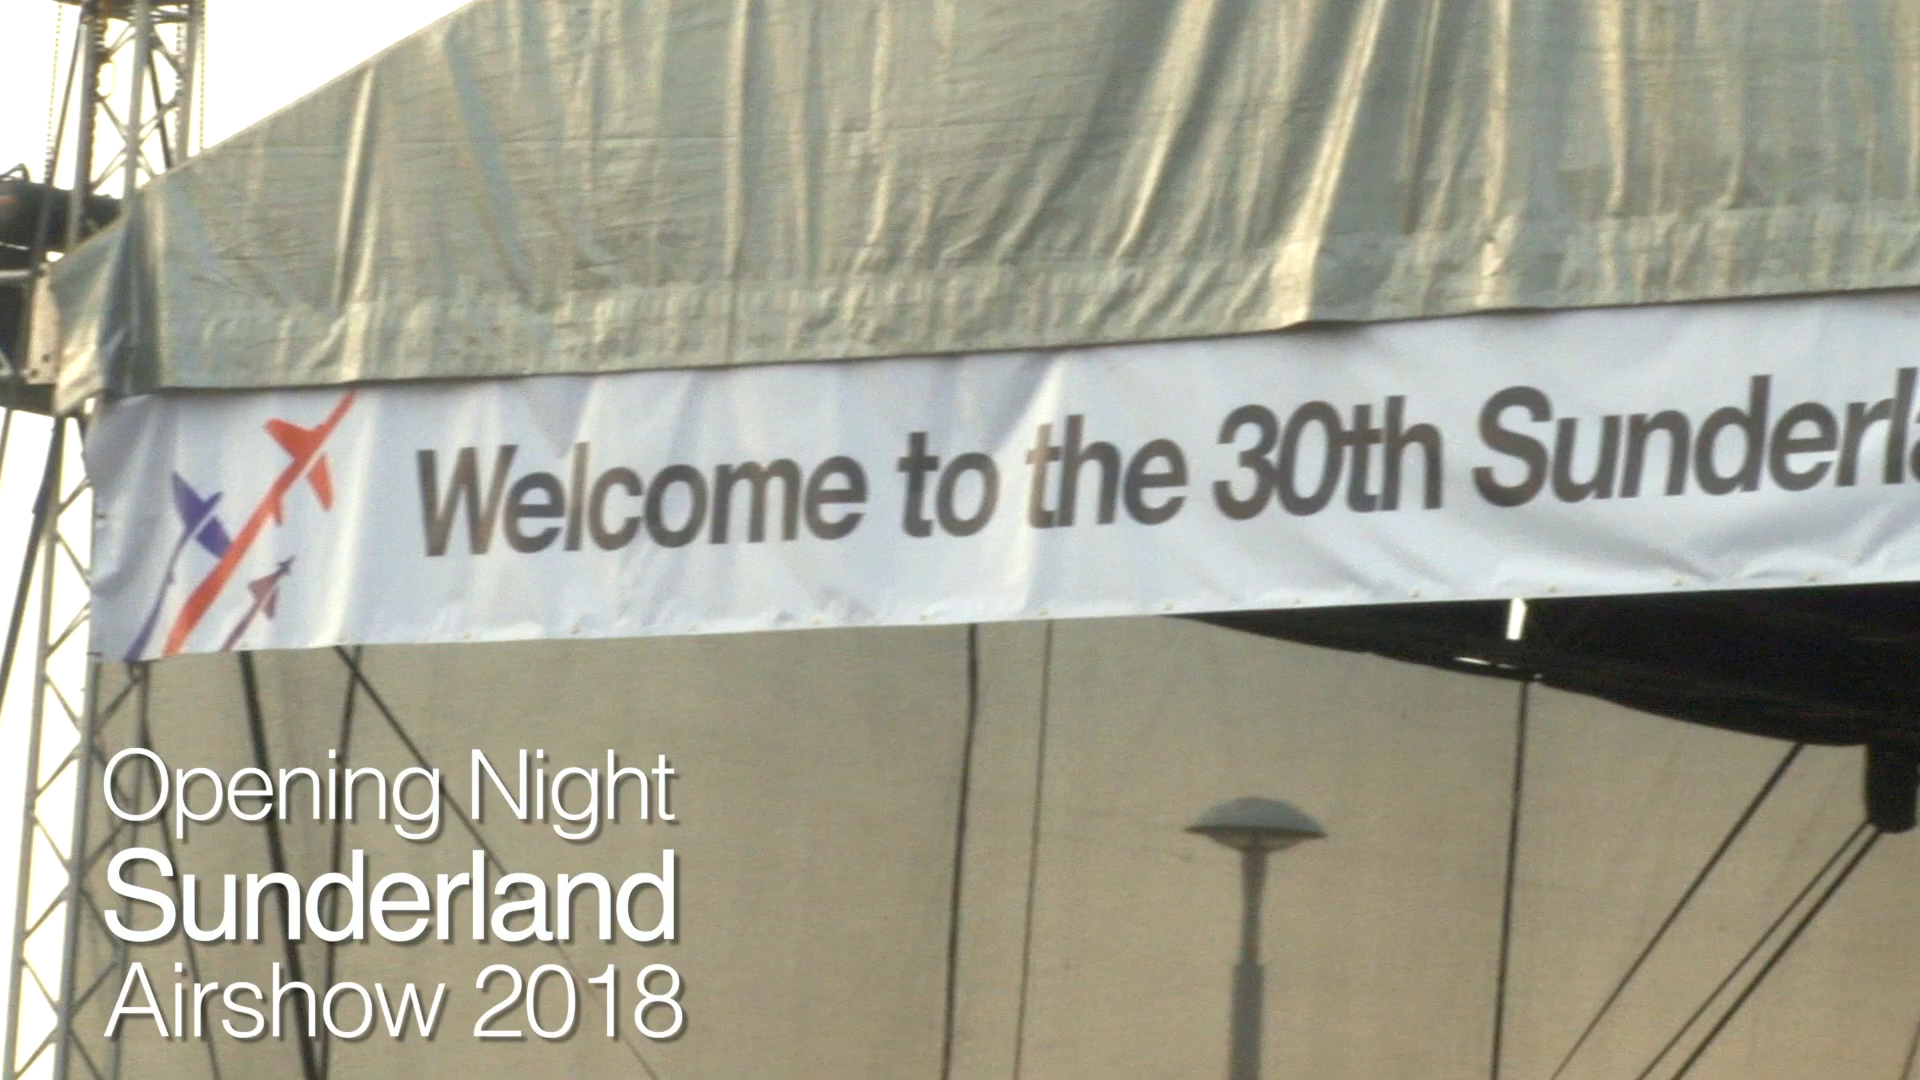 Welcome to the 30th Sunderla
Opening Night
Sunderland
Airshow 2018